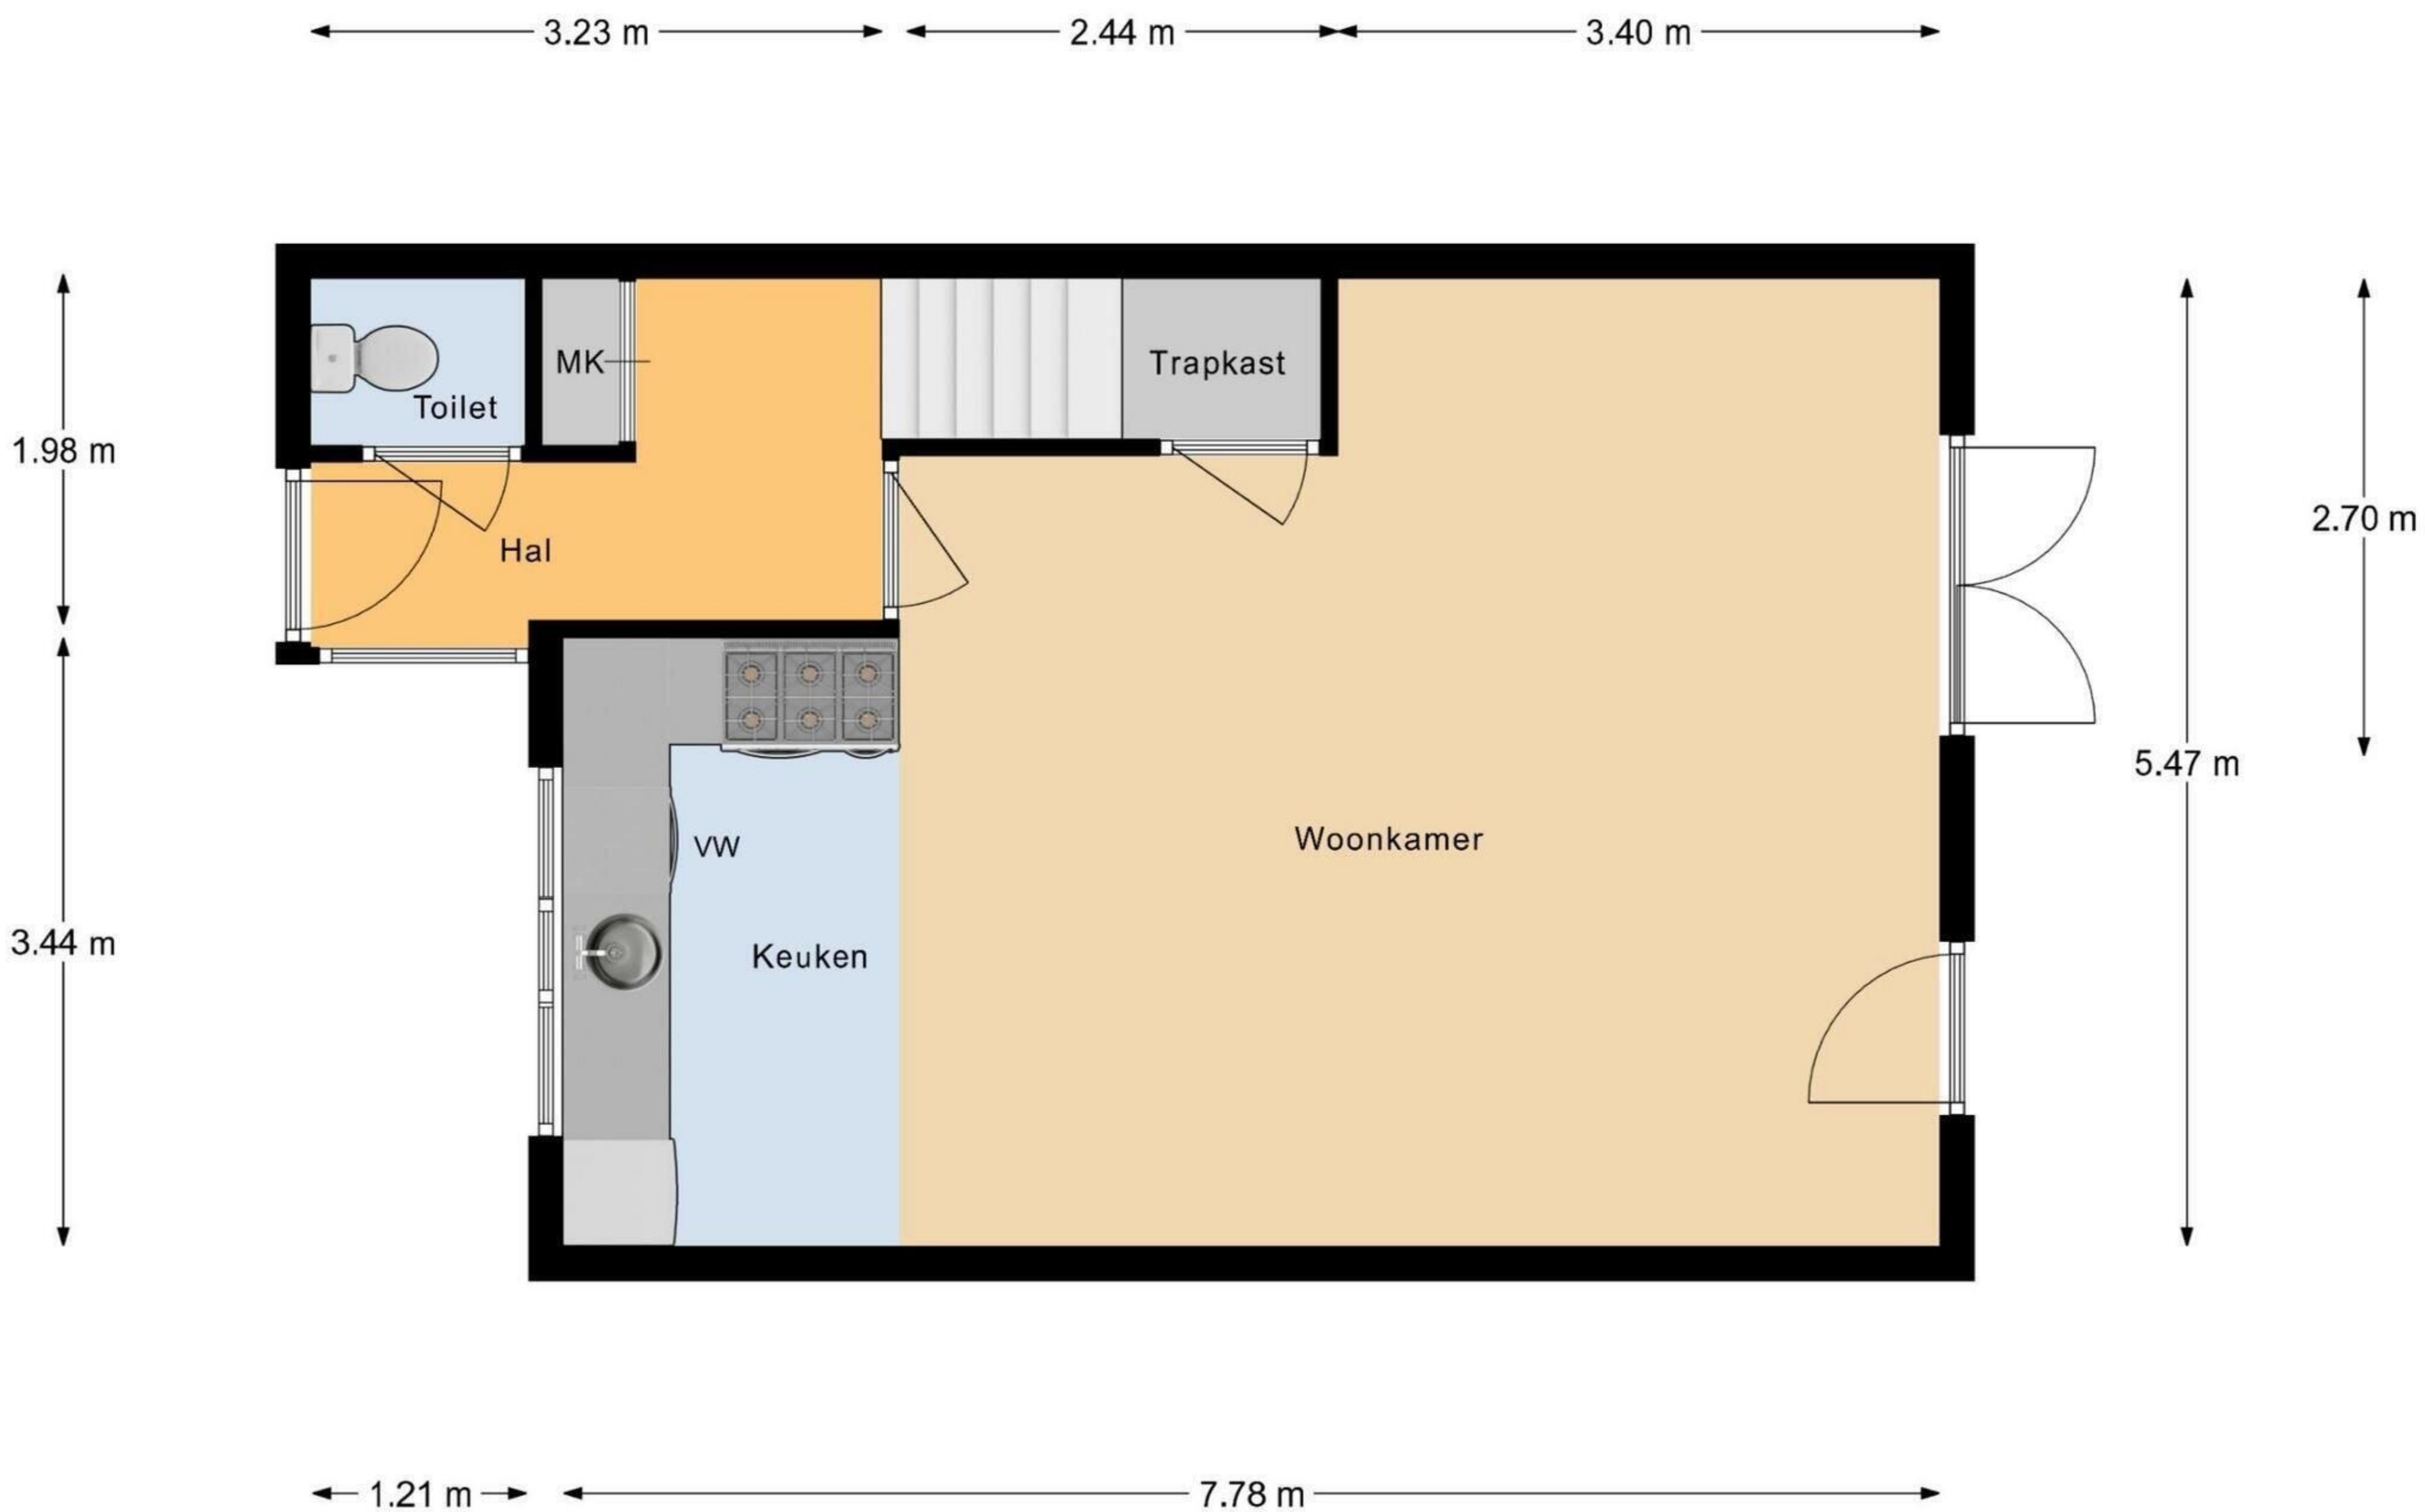 3.23 m
2.44 m
3.40 m
MK
Trapkast
Toilet
1.98 m
2.70 m
Hal
5.47 m
Woonkamer
VW
3.44 m
Keuken
1.21 m
7.78 m